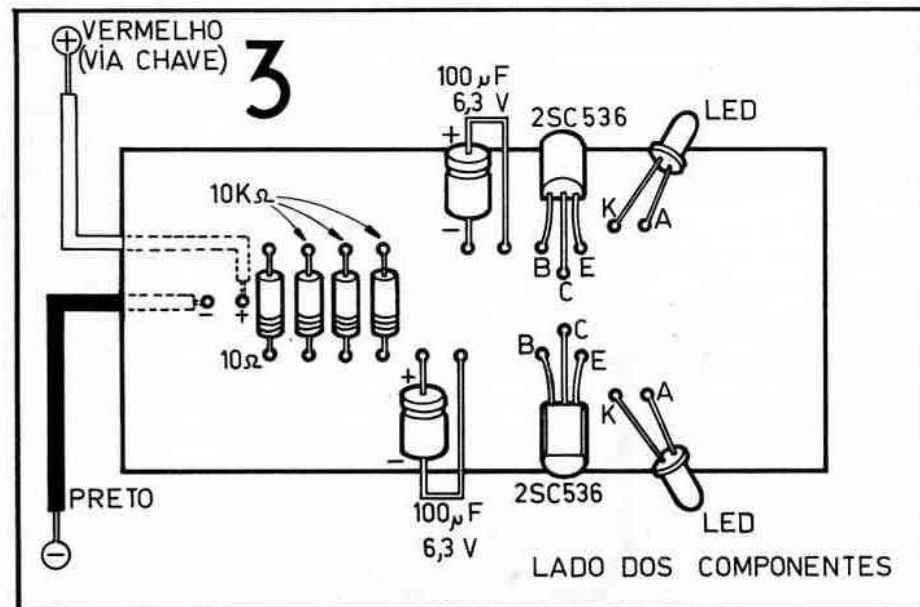 +
VERMELHO
(VÍA CHAVE)
3
100 µF
6,3 V
+
-
2SC536
LED
K
A
B
E
C
10KΩ
-
+
10Ω
+
-
100µF
6,3 V
B
C
E
2SC536
K
A
LED
PRETO
-
LADO DOS COMPONENTES